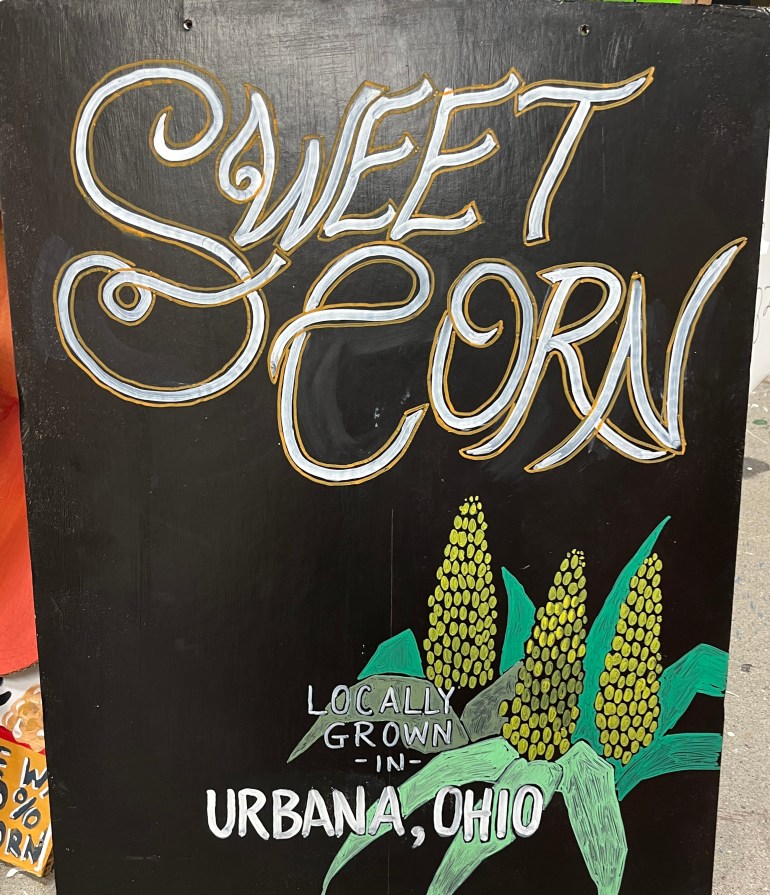 SWEET
CORN
LOCALLY
GROWN
-IN-
URBANA, OHIO